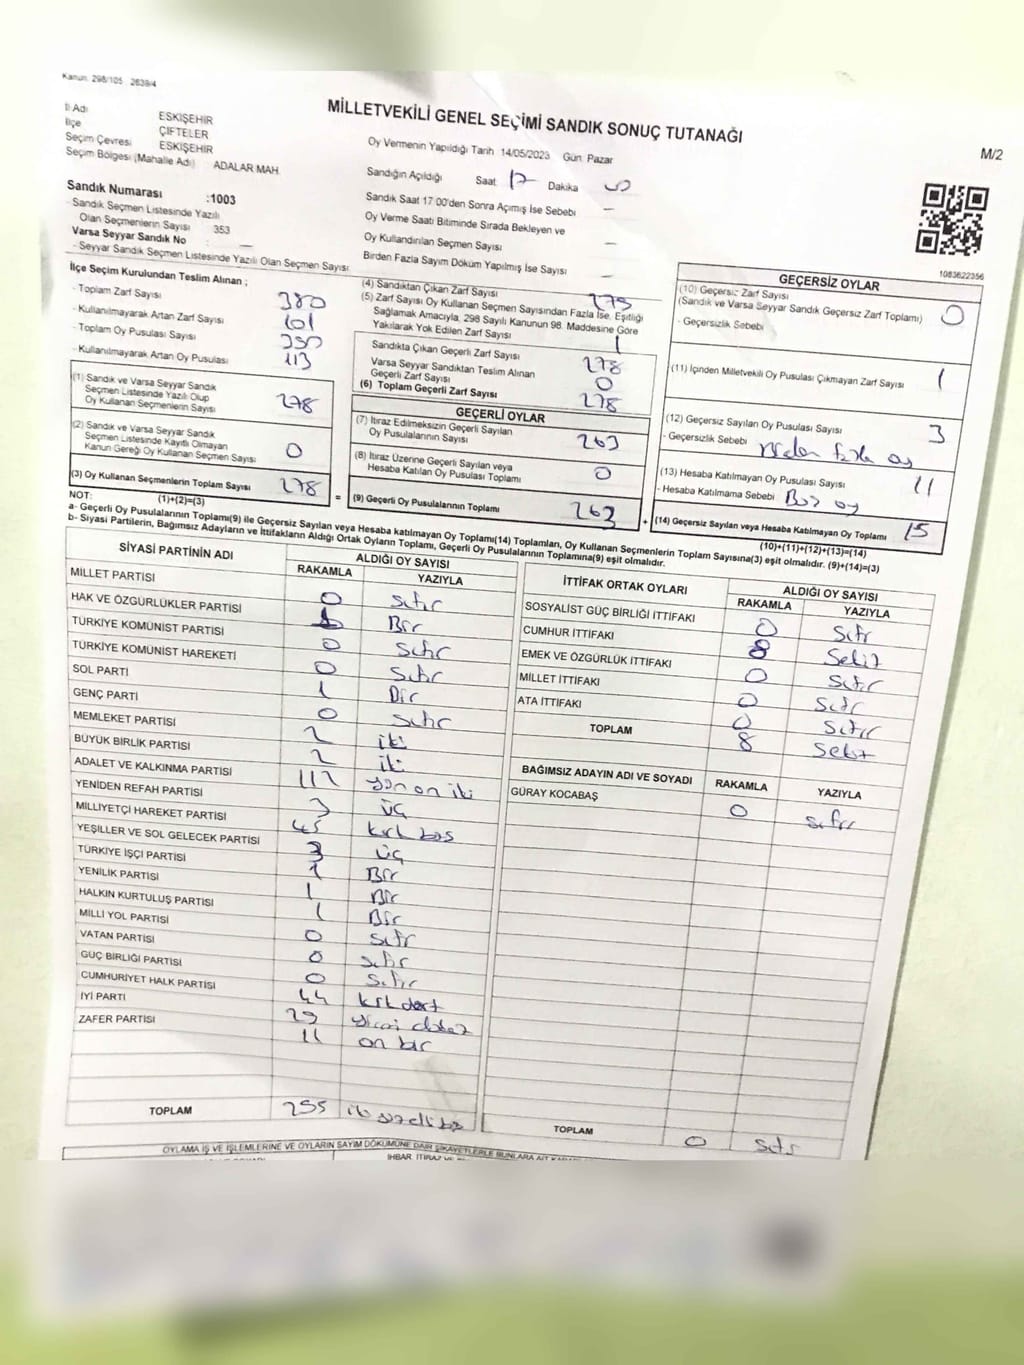 Kanun: 298/105 2839/4
MİLLETVEKİLİ GENEL SEÇİMİ SANDIK SONUÇ TUTANAĞI
M/2
İl Adı ESKİŞEHİR
İlçe ÇİFTELER
Seçim Çevresi ESKİŞEHİR
Seçim Bölgesi (Mahalle Adı) ADALAR MAH.
Oy Vermenin Yapıldığı Tarih 14/05/2023 Gün: Pazar
Sandığın Açıldığı Saat 17 Dakika
Sandık Saat 17:00'den Sonra Açımış İse Sebebi —
Oy Verme Saati Bitiminde Sırada Bekleyen ve
Oy Kullandırılan Seçmen Sayısı —
Birden Fazla Sayım Döküm Yapılmış İse Sayısı —
Sandık Numarası :1003
- Sandık Seçmen Listesinde Yazılı
Olan Seçmenlerin Sayısı 353
Varsa Seyyar Sandık No : —
- Seyyar Sandık Seçmen Listesinde Yazılı Olan Seçmen Sayısı
1083622356
İlçe Seçim Kurulundan Teslim Alınan ;
- Toplam Zarf Sayısı 380
- Kullanılmayarak Artan Zarf Sayısı 101
- Toplam Oy Pusulası Sayısı 350
- Kullanılmayarak Artan Oy Pusulası 113
(1) Sandık ve Varsa Seyyar Sandık
Seçmen Listesinde Yazılı Olup
Oy Kullanan Seçmenlerin Sayısı 278
(2) Sandık ve Varsa Seyyar Sandık
Seçmen Listesinde Kayıtlı Olmayan
Kanun Gereği Oy Kullanan Seçmen Sayısı 0
(3) Oy Kullanan Seçmenlerin Toplam Sayısı 278
(1)+(2)=(3)
(4) Sandıktan Çıkan Zarf Sayısı 279
(5) Zarf Sayısı Oy Kullanan Seçmen Sayısından Fazla İse, Eşitliği
Sağlamak Amacıyla, 298 Sayılı Kanunun 98. Maddesine Göre
Yakılarak Yok Edilen Zarf Sayısı 1
Sandıkta Çıkan Geçerli Zarf Sayısı 278
Varsa Seyyar Sandıktan Teslim Alınan
Geçerli Zarf Sayısı 0
(6) Toplam Geçerli Zarf Sayısı 278
GEÇERLİ OYLAR
(7) İtiraz Edilmeksizin Geçerli Sayılan
Oy Pusulalarının Sayısı 263
(8) İtiraz Üzerine Geçerli Sayılan veya
Hesaba Katılan Oy Pusulası Toplamı 0
= (9) Geçerli Oy Pusulalarının Toplamı 263
GEÇERSİZ OYLAR
(10) Geçersiz Zarf Sayısı
(Sandık ve Varsa Seyyar Sandık Geçersiz Zarf Toplamı) 0
- Geçersizlik Sebebi
(11) İçinden Milletvekili Oy Pusulası Çıkmayan Zarf Sayısı 1
(12) Geçersiz Sayılan Oy Pusulası Sayısı 3
- Geçersizlik Sebebi Birden fazla oy
(13) Hesaba Katılmayan Oy Pusulası Sayısı 11
- Hesaba Katılmama Sebebi Boş oy
+ (14) Geçersiz Sayılan veya Hesaba Katılmayan Oy Toplamı 15
(10)+(11)+(12)+(13)=(14)
NOT:
a- Geçerli Oy Pusulalarının Toplamı(9) ile Geçersiz Sayılan veya Hesaba katılmayan Oy Toplamı(14) Toplamları, Oy Kullanan Seçmenlerin Toplam Sayısına(3) eşit olmalıdır. (9)+(14)=(3)
b- Siyasi Partilerin, Bağımsız Adayların ve İttifakların Aldığı Ortak Oyların Toplamı, Geçerli Oy Pusulalarının Toplamına(9) eşit olmalıdır.
SİYASİ PARTİNİN ADI ALDIĞI OY SAYISI
RAKAMLA YAZIYLA
MİLLET PARTİSİ 0 sıfır
HAK VE ÖZGÜRLÜKLER PARTİSİ 1 Bir
TÜRKİYE KOMÜNİST PARTİSİ 0 sıfır
TÜRKİYE KOMÜNİST HAREKETİ 0 sıfır
SOL PARTİ 1 Bir
GENÇ PARTİ 0 sıfır
MEMLEKET PARTİSİ 2 iki
BÜYÜK BİRLİK PARTİSİ 2 iki
ADALET VE KALKINMA PARTİSİ 112 yüz on iki
YENİDEN REFAH PARTİSİ 3 üç
MİLLİYETÇİ HAREKET PARTİSİ 45 kırk beş
YEŞİLLER VE SOL GELECEK PARTİSİ 3 üç
TÜRKİYE İŞÇİ PARTİSİ 1 Bir
YENİLİK PARTİSİ 1 Bir
HALKIN KURTULUŞ PARTİSİ 1 Bir
MİLLİ YOL PARTİSİ 0 sıfır
VATAN PARTİSİ 0 sıfır
GÜÇ BİRLİĞİ PARTİSİ 0 sıfır
CUMHURİYET HALK PARTİSİ 44 kırk dört
İYİ PARTİ 29 yirmi dokuz
ZAFER PARTİSİ 11 on bir
TOPLAM 255 iki yüz elli beş
İTTİFAK ORTAK OYLARI ALDIĞI OY SAYISI
RAKAMLA YAZIYLA
SOSYALİST GÜÇ BİRLİĞİ İTTİFAKI 0 sıfır
CUMHUR İTTİFAKI 8 Sekiz
EMEK VE ÖZGÜRLÜK İTTİFAKI 0 sıfır
MİLLET İTTİFAKI 0 sıfır
ATA İTTİFAKI 0 sıfır
TOPLAM 8 Sekiz
BAĞIMSIZ ADAYIN ADI VE SOYADI RAKAMLA YAZIYLA
GÜRAY KOCABAŞ 0 sıfır
TOPLAM 0 sıfır
OYLAMA İŞ VE İŞLEMLERİNE VE OYLARIN SAYIM DÖKÜMÜNE DAİR ŞİKAYETLERLE BUNLARA AİT
İHBAR, İTİRAZ VE